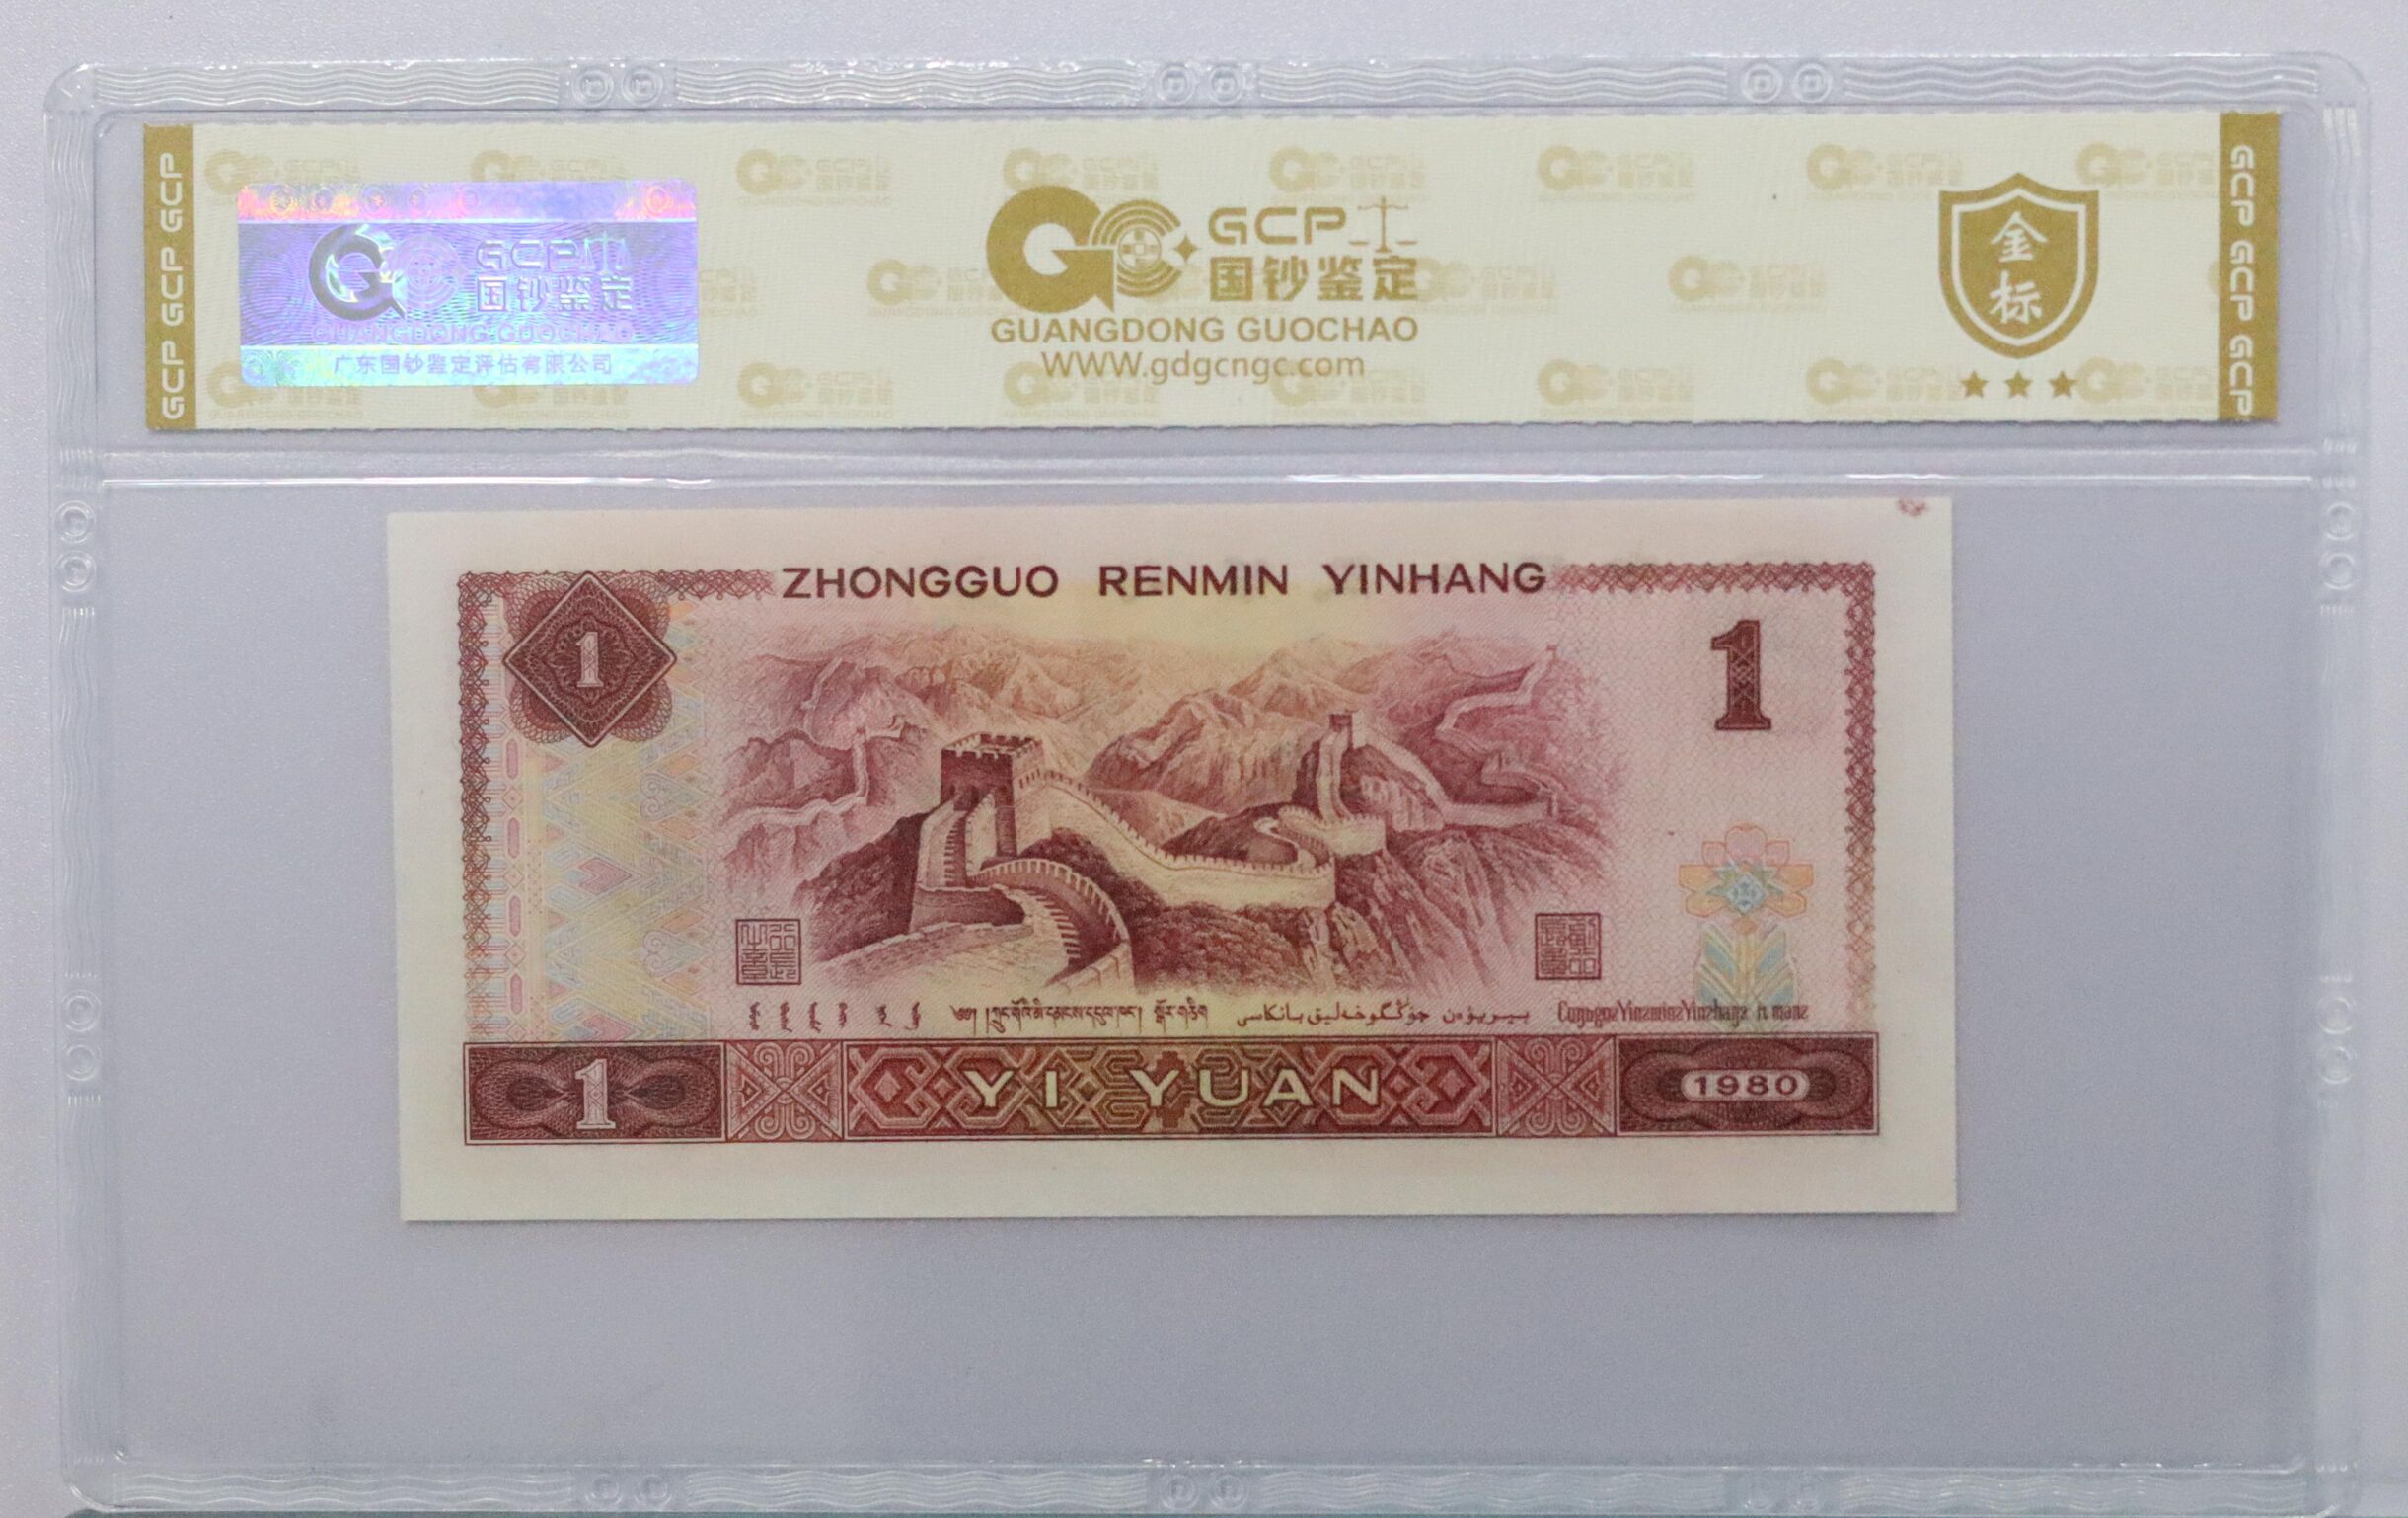 GCP GCP GCP
GCP 国钞鉴定
GUANGDONG GUOCHAO
广东国钞鉴定评估有限公司
GCP
国钞鉴定
GUANGDONG GUOCHAO
WWW.gdgcngc.com
金标
GCP GCP GCP
ZHONGGUO RENMIN YINHANG
1
1
1
YI YUAN
1980